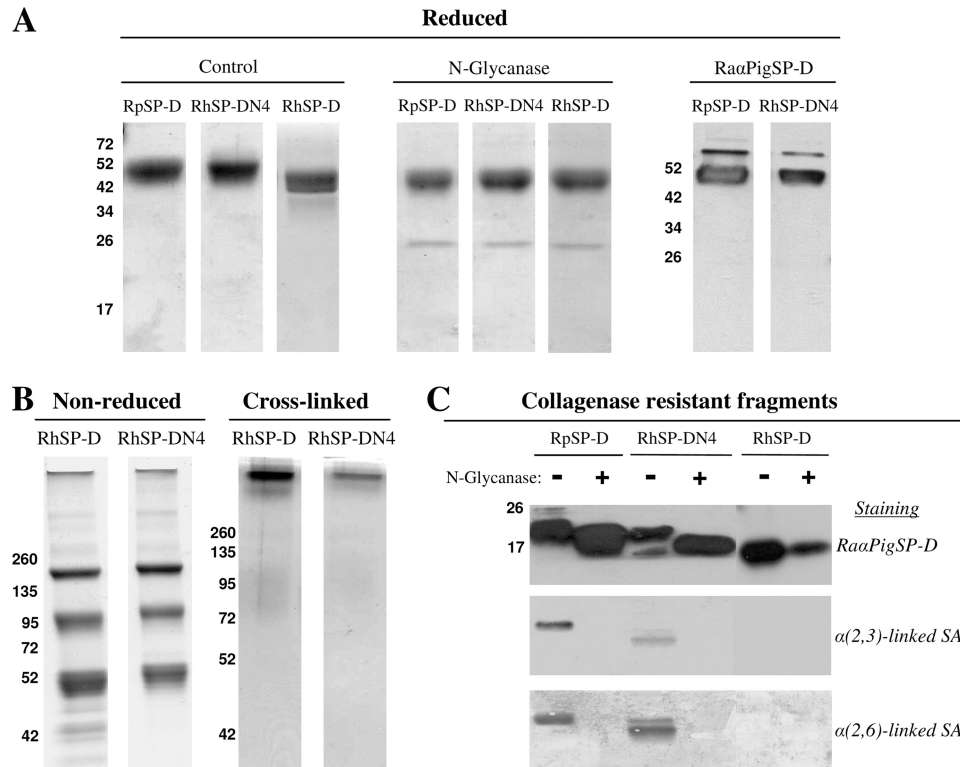 A
Reduced
Control
N-Glycanase
RaαPigSP-D
RpSP-D RhSP-DN4 RhSP-D
RpSP-D RhSP-DN4 RhSP-D
RpSP-D RhSP-DN4
72
52
42
34
26
17
52
42
34
26
B
Non-reduced
Cross-linked
RhSP-D RhSP-DN4
RhSP-D RhSP-DN4
260
135
95
72
52
42
260
135
95
72
52
42
C
Collagenase resistant fragments
RpSP-D RhSP-DN4 RhSP-D
N-Glycanase: - + - + - +
Staining
26
17
RaαPigSP-D
α(2,3)-linked SA
α(2,6)-linked SA